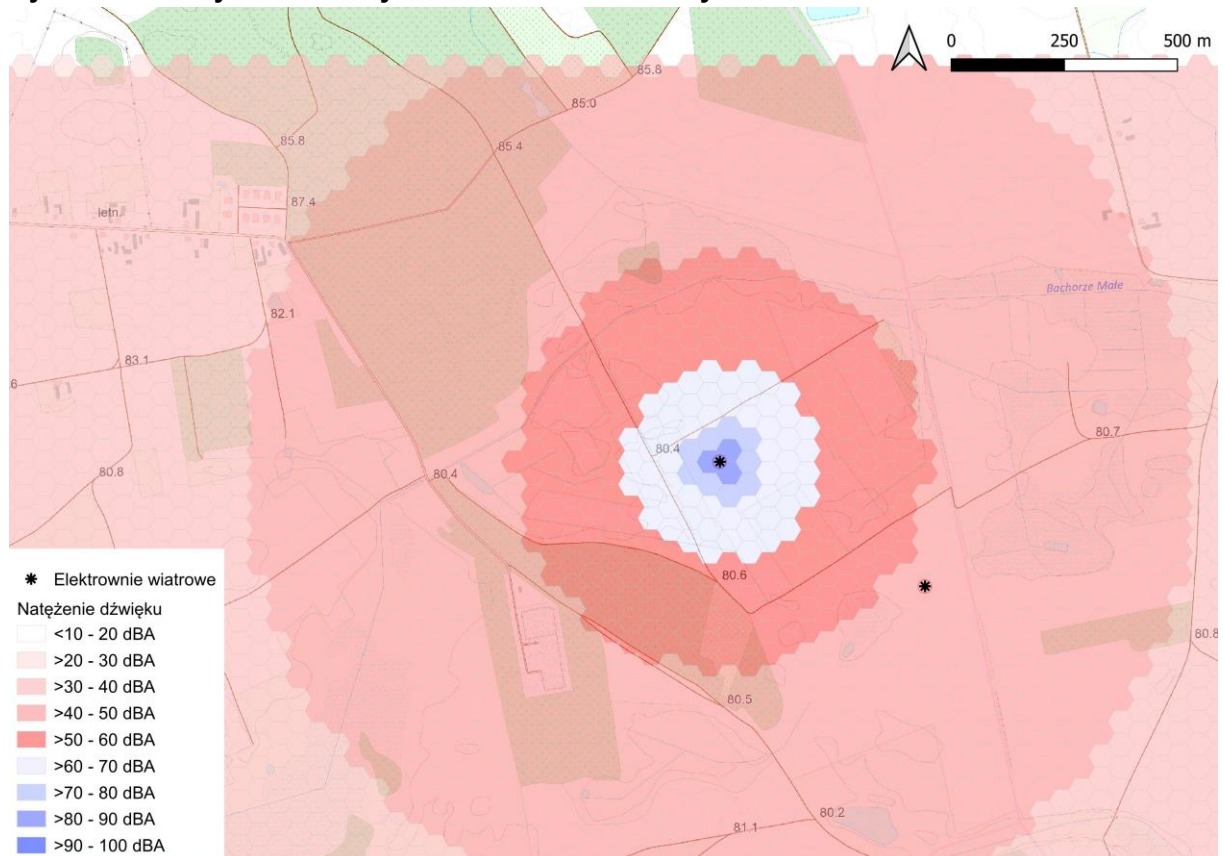 0 250 500 m
85.8
85.0
85.8
85.4
87.4
letn.
Bachorze Małe
82.1
83.1
6
80.4
80.7
80.8
80.4
80.6
80.8
80.5
80.2
81.1
Elektrownie wiatrowe
Natężenie dźwięku
<10 - 20 dBA
>20 - 30 dBA
>30 - 40 dBA
>40 - 50 dBA
>50 - 60 dBA
>60 - 70 dBA
>70 - 80 dBA
>80 - 90 dBA
>90 - 100 dBA